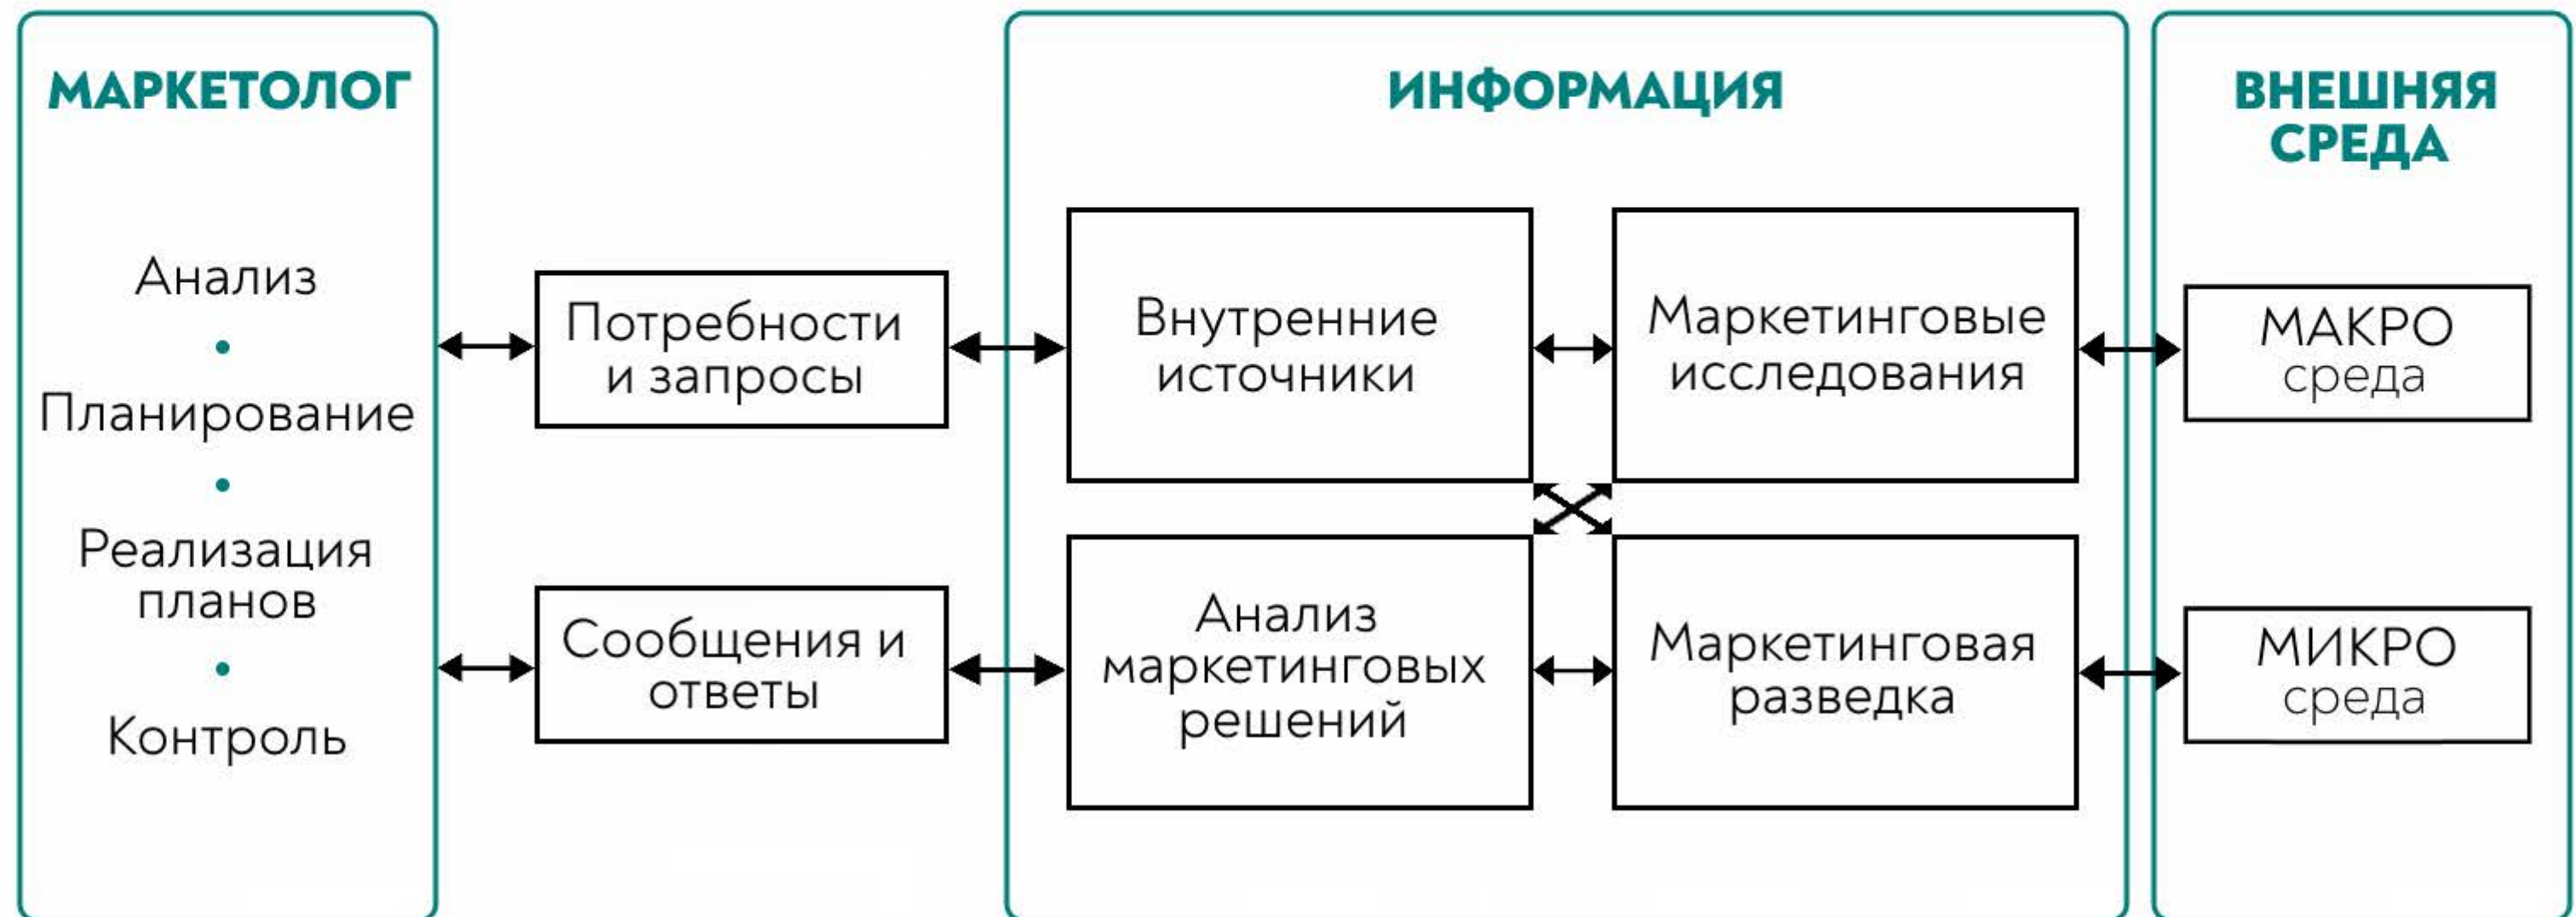 МАРКЕТОЛОГ
Анализ
•
Планирование
•
Реализация
планов
•
Контроль
Потребности
и запросы
Сообщения и
ответы
ИНФОРМАЦИЯ
Внутренние
источники
Маркетинговые
исследования
Анализ
маркетинговых
решений
Маркетинговая
разведка
ВНЕШНЯЯ
СРЕДА
МАКРО
среда
МИКРО
среда